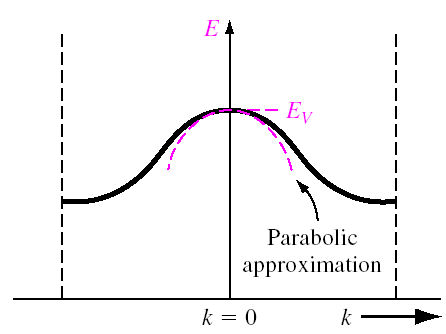 E
E_V
Parabolic
approximation
k = 0
k